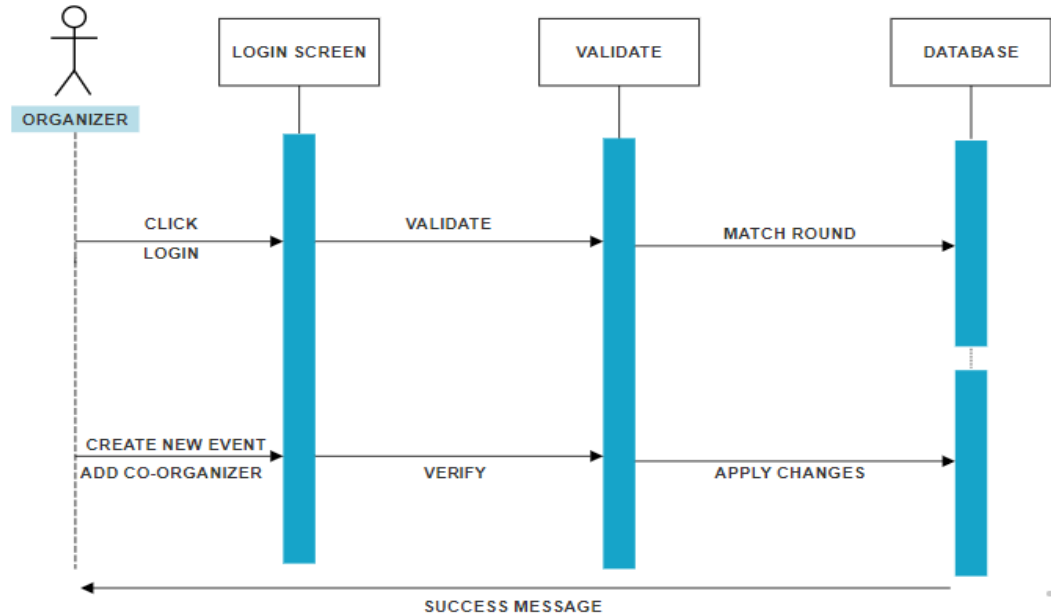 LOGIN SCREEN
VALIDATE
DATABASE
ORGANIZER
CLICK
LOGIN
VALIDATE
MATCH ROUND
CREATE NEW EVENT
ADD CO-ORGANIZER
VERIFY
APPLY CHANGES
SUCCESS MESSAGE